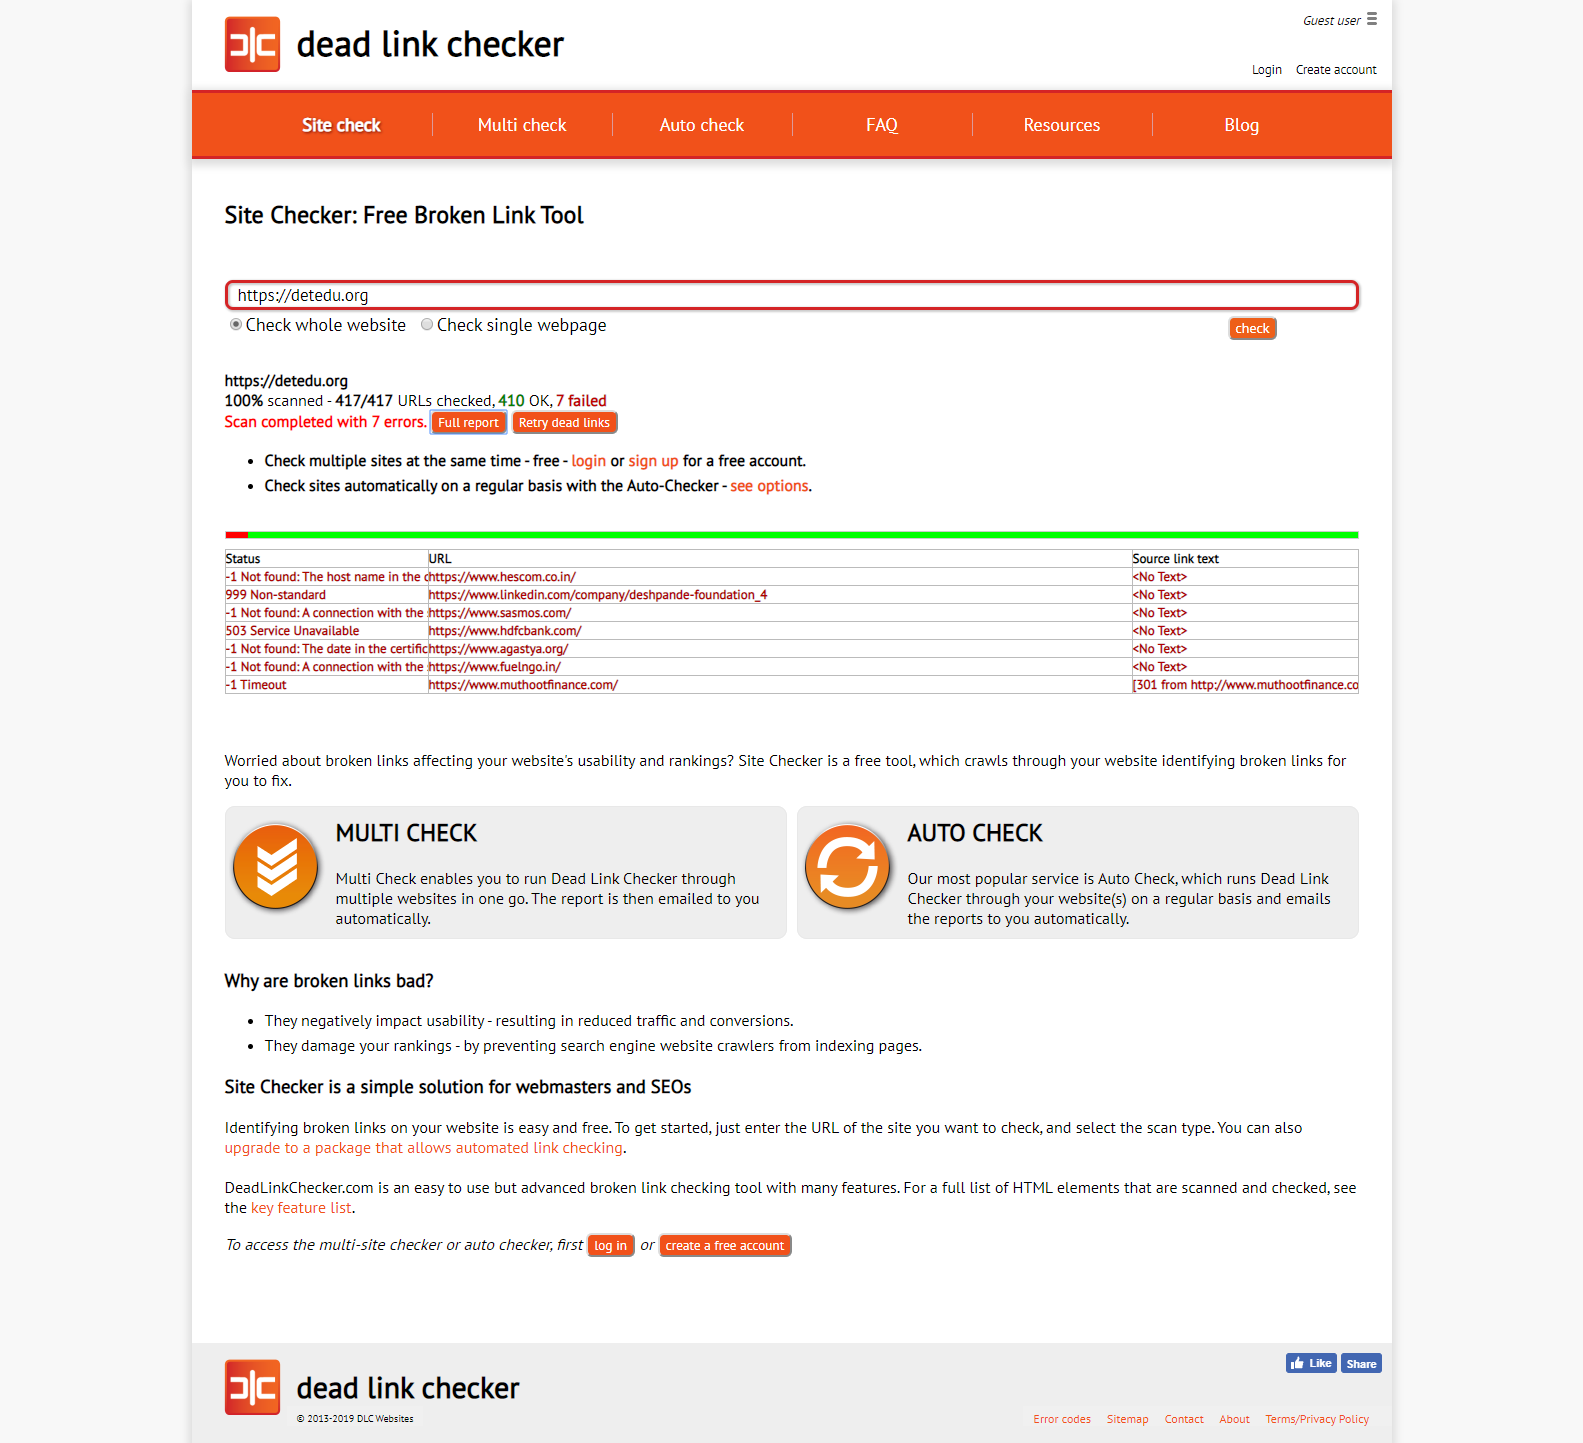 dead link checker
Guest user
Login Create account
Site check Multi check Auto check FAQ Resources Blog
Site Checker: Free Broken Link Tool
https://detedu.org
Check whole website Check single webpage
check
https://detedu.org
100% scanned - 417/417 URLs checked, 410 OK, 7 failed
Scan completed with 7 errors. Full report Retry dead links
• Check multiple sites at the same time - free - login or sign up for a free account.
• Check sites automatically on a regular basis with the Auto-Checker - see options.
Status URL Source link text
-1 Not found: The host name in the c https://www.hescom.co.in/ <No Text>
999 Non-standard https://www.linkedin.com/company/deshpande-foundation_4 <No Text>
-1 Not found: A connection with the https://www.sasmos.com/ <No Text>
503 Service Unavailable https://www.hdfcbank.com/ <No Text>
-1 Not found: The date in the certific https://www.agastya.org/ <No Text>
-1 Not found: A connection with the https://www.fuelngo.in/ <No Text>
-1 Timeout https://www.muthootfinance.com/ [301 from http://www.muthootfinance.co
Worried about broken links affecting your website's usability and rankings? Site Checker is a free tool, which crawls through your website identifying broken links for
you to fix.
MULTI CHECK
Multi Check enables you to run Dead Link Checker through
multiple websites in one go. The report is then emailed to you
automatically.
AUTO CHECK
Our most popular service is Auto Check, which runs Dead Link
Checker through your website(s) on a regular basis and emails
the reports to you automatically.
Why are broken links bad?
• They negatively impact usability - resulting in reduced traffic and conversions.
• They damage your rankings - by preventing search engine website crawlers from indexing pages.
Site Checker is a simple solution for webmasters and SEOs
Identifying broken links on your website is easy and free. To get started, just enter the URL of the site you want to check, and select the scan type. You can also
upgrade to a package that allows automated link checking.
DeadLinkChecker.com is an easy to use but advanced broken link checking tool with many features. For a full list of HTML elements that are scanned and checked, see
the key feature list.
To access the multi-site checker or auto checker, first log in or create a free account
dead link checker
© 2013-2019 DLC Websites
Like Share
Error codes Sitemap Contact About Terms/Privacy Policy